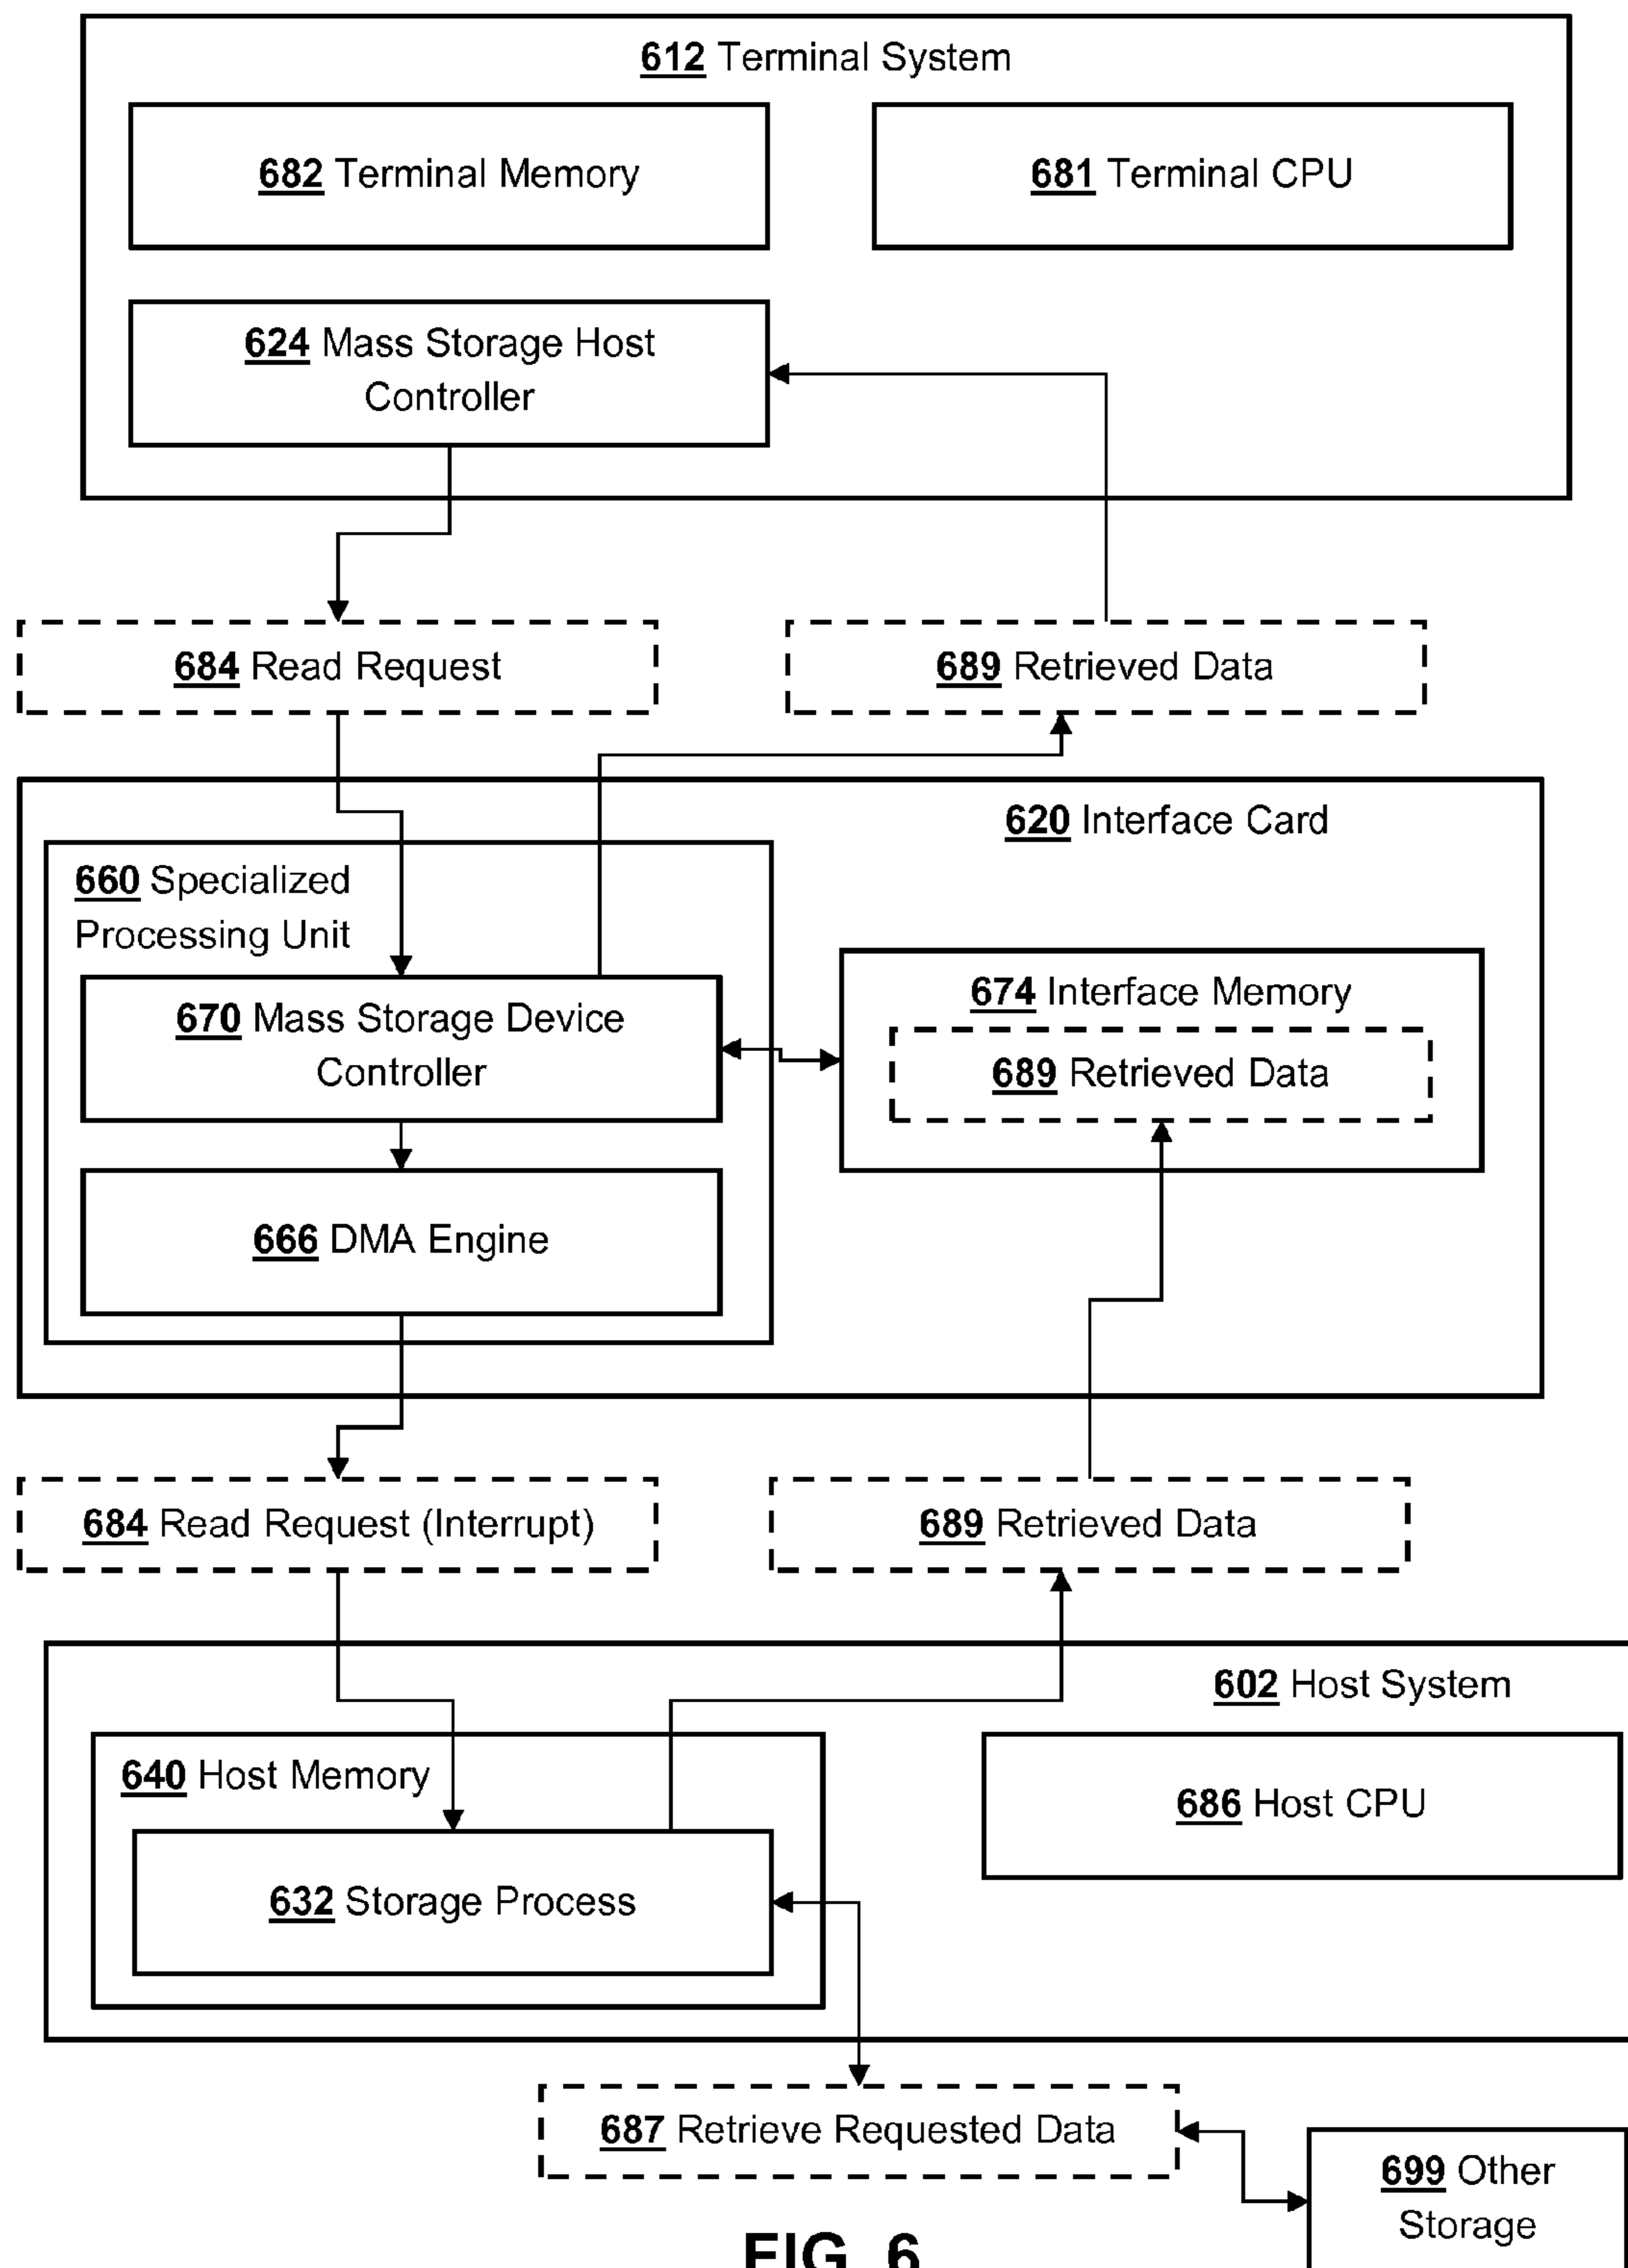 612 Terminal System
682 Terminal Memory
681 Terminal CPU
624 Mass Storage Host
Controller
684 Read Request
689 Retrieved Data
620 Interface Card
660 Specialized
Processing Unit
670 Mass Storage Device
Controller
674 Interface Memory
689 Retrieved Data
666 DMA Engine
684 Read Request (Interrupt)
689 Retrieved Data
602 Host System
640 Host Memory
686 Host CPU
632 Storage Process
687 Retrieve Requested Data
699 Other
Storage
FIG. 6